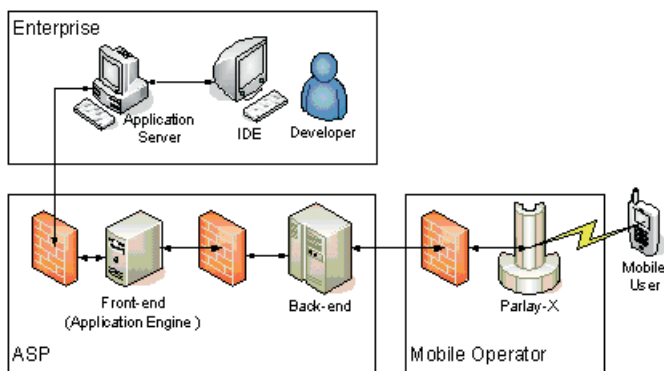 Enterprise
Application
Server
IDE
Developer
Front-end
(Application Engine)
Back-end
Parlay-X
Mobile
User
ASP
Mobile Operator